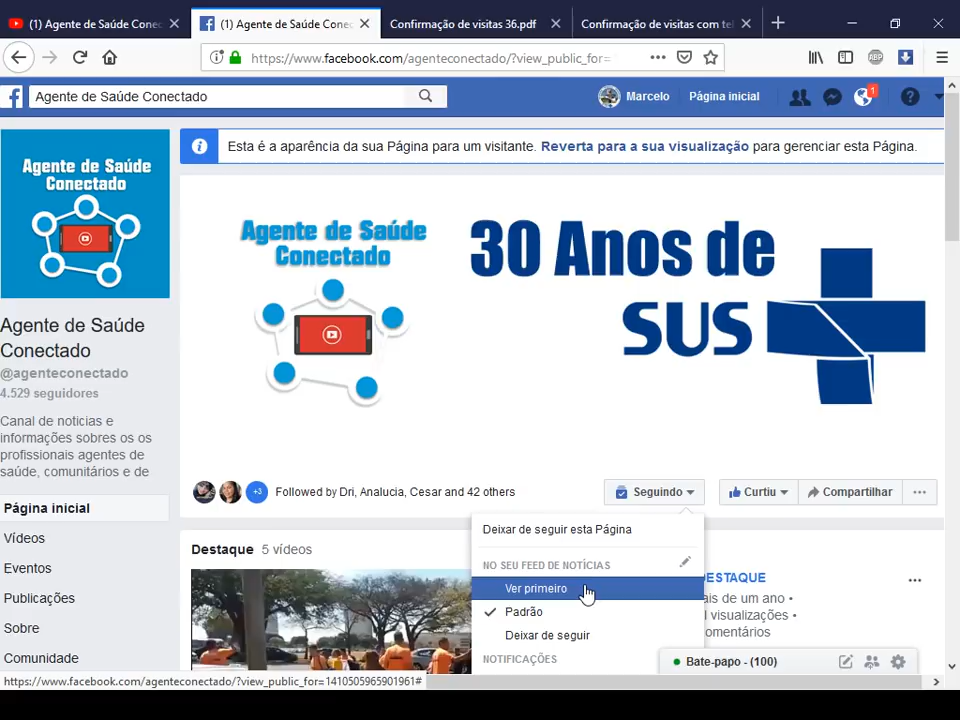 (1) Agente de Saúde Conec
(1) Agente de Saúde Conec
Confirmação de visitas 36.pdf
Confirmação de visitas com te
https://www.facebook.com/agenteconectado/?view_public_for=
ABP
Agente de Saúde Conectado
Marcelo
Página inicial
1
Agente de Saúde
Conectado
Esta é a aparência da sua Página para um visitante. Reverta para a sua visualização para gerenciar esta Página.
Agente de Saúde
Conectado
30 Anos de
SUS
Agente de Saúde
Conectado
@agenteconectado
4.529 seguidores
Canal de noticias e
informações sobres os os
profissionais agentes de
saúde, comunitários e de
+3
Followed by Dri, Analucia, Cesar and 42 others
Seguindo
Curtiu
Compartilhar
Página inicial
Vídeos
Eventos
Publicações
Sobre
Comunidade
Destaque 5 vídeos
Deixar de seguir esta Página
NO SEU FEED DE NOTÍCIAS
Ver primeiro
Padrão
Deixar de seguir
NOTIFICAÇÕES
DESTAQUE
ais de um ano •
visualizações •
omentários
Bate-papo - (100)
https://www.facebook.com/agenteconectado/?view_public_for=1410505965901961#